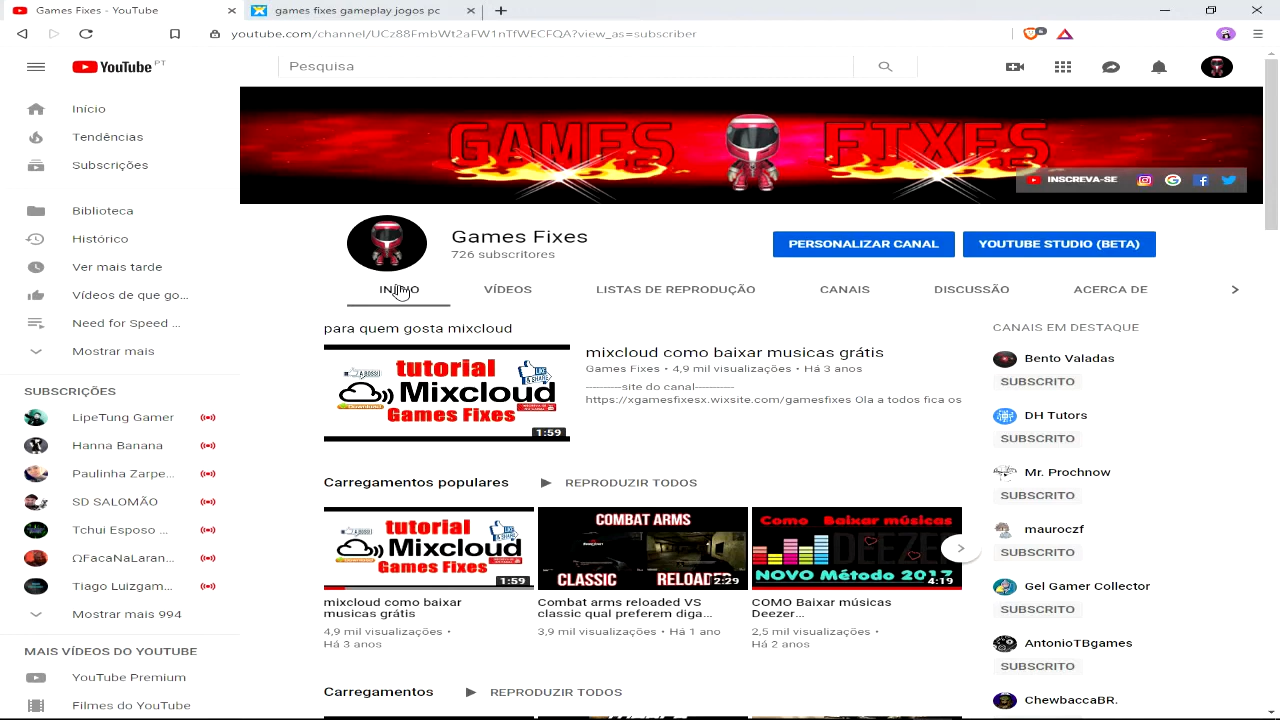 Games Fixes - YouTube
games fixes gameplay jogos pc
youtube.com/channel/UCz88FmbWt2aFW1nTfWECFQA?view_as=subscriber
YouTube PT
Pesquisa
Início
Tendências
Subscrições
Biblioteca
Histórico
Ver mais tarde
Vídeos de que go...
Need for Speed ...
Mostrar mais
SUBSCRIÇÕES
LipeTung Gamer
Hanna Banana
Paulinha Zarpe...
SD SALOMÃO
Tchui Esposo ...
ΩFacaNaLaran...
Tiago Luizgam...
Mostrar mais 994
MAIS VÍDEOS DO YOUTUBE
YouTube Premium
Filmes do YouTube
GAMES FIXES
INSCREVA-SE
Games Fixes
726 subscritores
PERSONALIZAR CANAL
YOUTUBE STUDIO (BETA)
INÍCIO
VÍDEOS
LISTAS DE REPRODUÇÃO
CANAIS
DISCUSSÃO
ACERCA DE
para quem gosta mixcloud
tutorial
Mixcloud
Games Fixes
1:59
mixcloud como baixar musicas grátis
Games Fixes • 4,9 mil visualizações • Há 3 anos
----------site do canal----------
https://xgamesfixesx.wixsite.com/gamesfixes Ola a todos fica os
Carregamentos populares
REPRODUZIR TODOS
tutorial
Mixcloud
Games Fixes
1:59
mixcloud como baixar
musicas grátis
4,9 mil visualizações •
Há 3 anos
COMBAT ARMS
CLASSIC
RELOADED
2:29
Combat arms reloaded VS
classic qual preferem diga...
3,9 mil visualizações • Há 1 ano
Como Baixar músicas
DEEZER
NOVO Método 2017
4:19
COMO Baixar músicas
Deezer...
2,5 mil visualizações •
Há 2 anos
Carregamentos
REPRODUZIR TODOS
CANAIS EM DESTAQUE
Bento Valadas
SUBSCRITO
DH Tutors
SUBSCRITO
Mr. Prochnow
SUBSCRITO
mauroczf
SUBSCRITO
Gel Gamer Collector
SUBSCRITO
AntonioTBgames
SUBSCRITO
ChewbaccaBR.